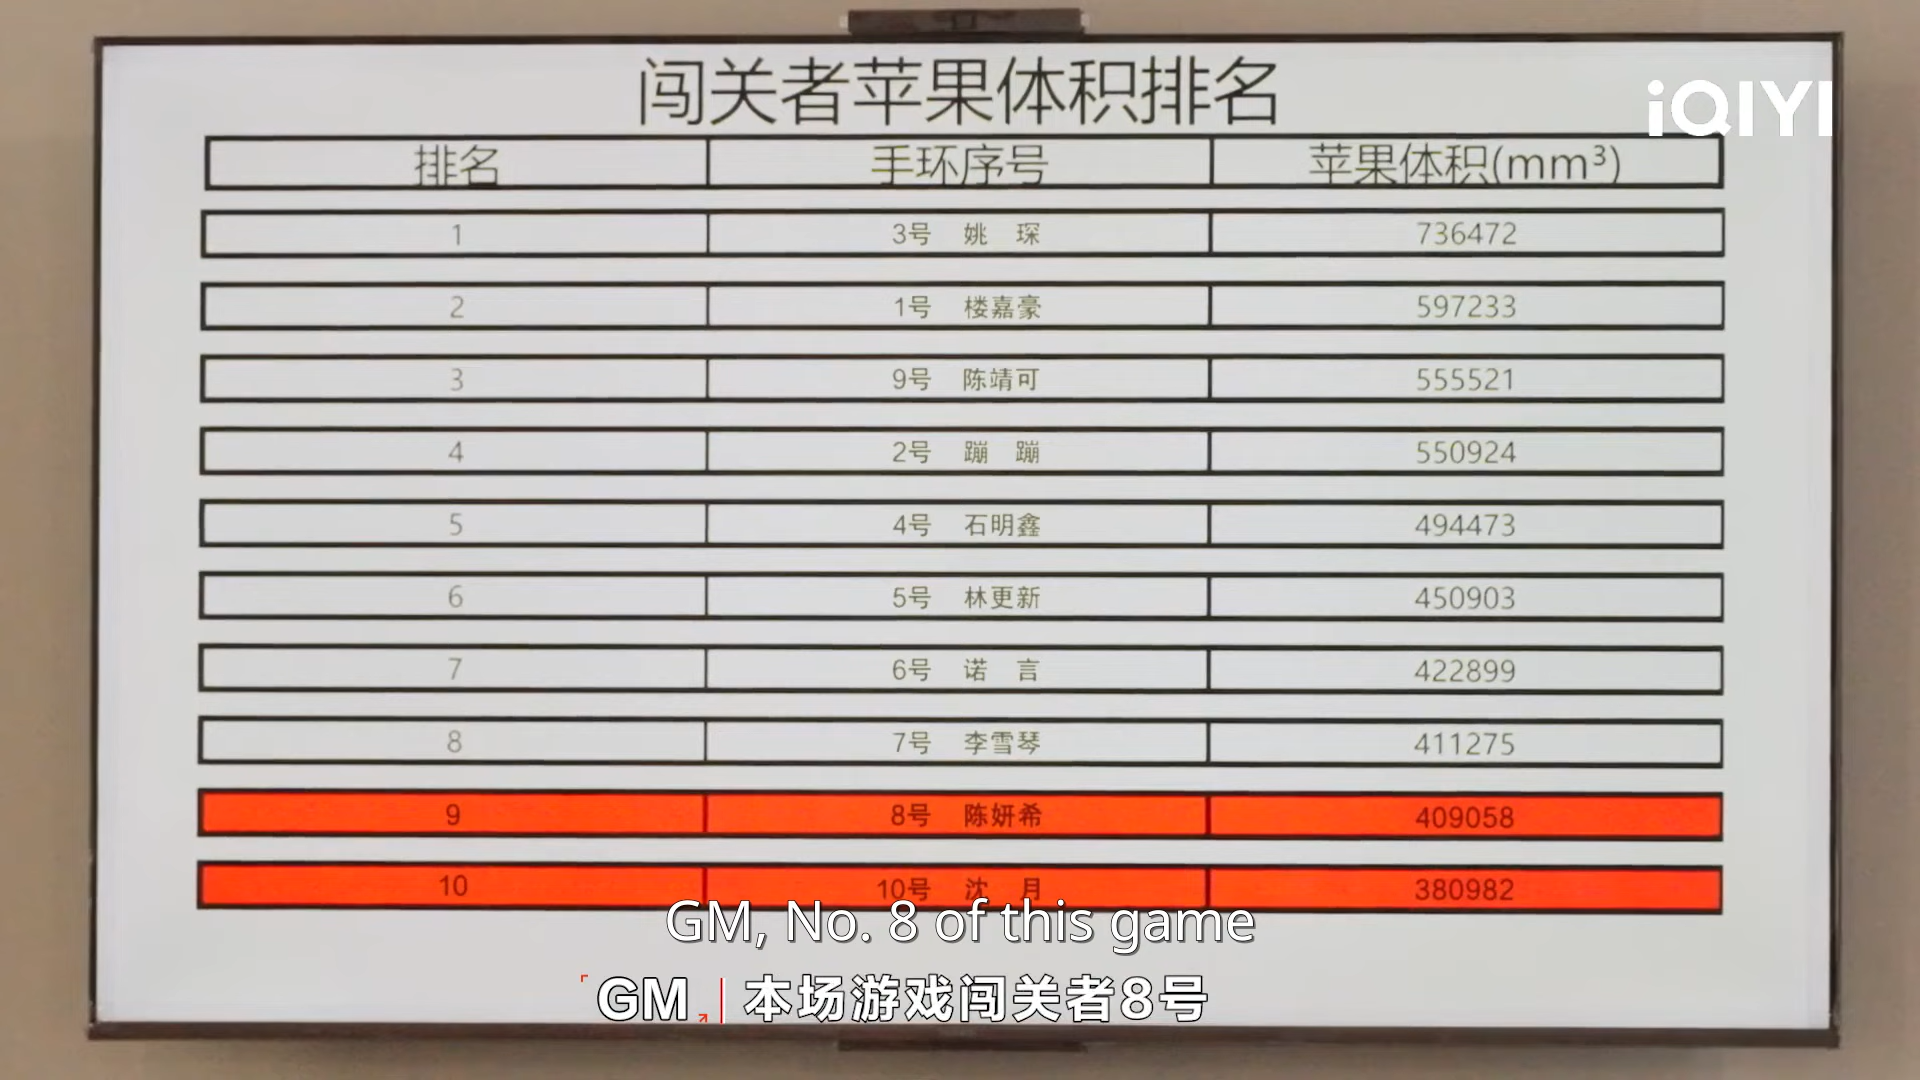 闯关者苹果体积排名
iQIYI
排名 手环序号 苹果体积(mm³)
1 3号 姚 琛 736472
2 1号 楼嘉豪 597233
3 9号 陈靖可 555521
4 2号 蹦 蹦 550924
5 4号 石明鑫 494473
6 5号 林更新 450903
7 6号 诺 言 422899
8 7号 李雪琴 411275
9 8号 陈妍希 409058
10 10号 沈 月 380982
GM, No. 8 of this game
GM 本场游戏闯关者8号